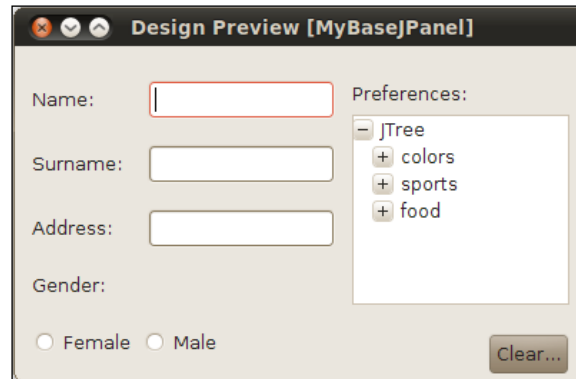 Design Preview [MyBaseJPanel]
Name:
Surname:
Address:
Gender:
Female Male
Preferences:
JTree
colors
sports
food
Clear...